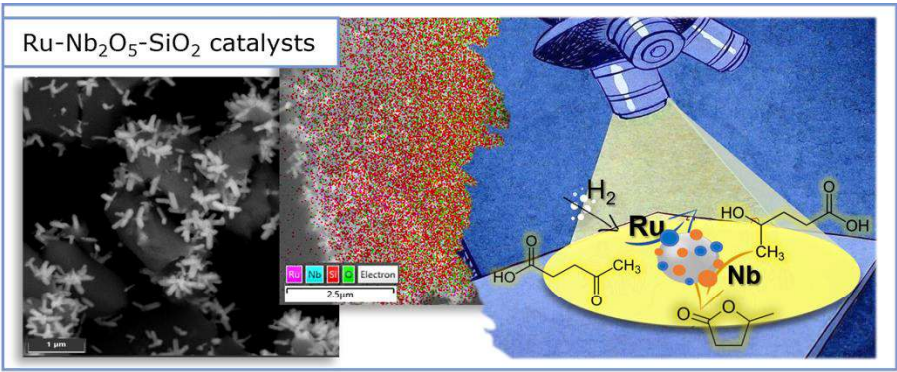 Ru-Nb₂O₅-SiO₂ catalysts
1 µm
Ru Nb Si O Electron
2.5µm
H₂
Ru
Nb
HO
O
CH₃
O
HO
O
OH
CH₃
O
O